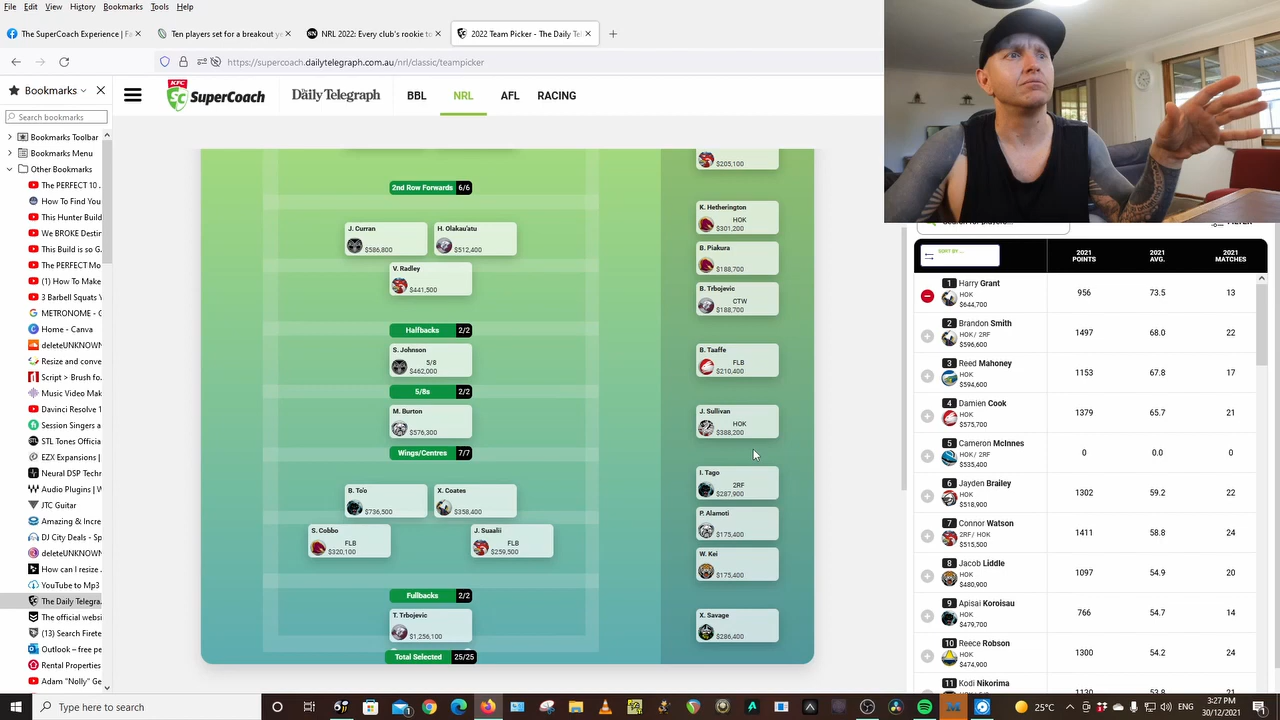 File Edit View History Bookmarks Tools Help
The SuperCoach Experience | Fa
Ten players set for a breakout ye
NRL 2022: Every club's rookie to
2022 Team Picker - The Daily Tel
https://supercoach.dailytelegraph.com.au/nrl/classic/teampicker
Bookmarks
Search bookmarks
Bookmarks Toolbar
Bookmarks Menu
Other Bookmarks
The PERFECT 10 .
How To Find You
This Hunter Build
We BROKE Destin
This Build is so G
The PERFECT Mo
(1) How To Make
3 Barbell Squats Y
METRONOME - G
Home - Canva
deleteUNKNOWN
Resize and conve
Script > Brush fo
Music Video Mak
Davinci Resolve 1
Session Singers a
STL Tones Officia
EZX Expansions |
Neural DSP Techn
Audio Plugins | W
JTC Guitar
Amazing & Incre
DJ City Deals - Sp
deleteUNKNOWN
How can I resize
YouTube to Mp3
The Daily Telegra
The official websi
(13) Search Firete
Outlook – free pe
Rental Properties
Adam "Nolly" Ge
KFC
SC SuperCoach
The Daily Telegraph
BBL
NRL
AFL
RACING
$205,100
2nd Row Forwards 6/6
J. Curran
$586,800
H. Olakau'atu
$512,400
K. Hetherington
HOK
$301,200
V. Radley
$441,500
B. Piakura
$188,700
B. Trbojevic
CTW
$188,700
Halfbacks 2/2
S. Johnson
5/8
$462,000
B. Taaffe
FLB
$210,400
5/8s 2/2
M. Burton
$576,300
J. Sullivan
HOK
$388,200
Wings/Centres 7/7
B. To'o
$736,500
X. Coates
$358,400
I. Tago
2RF
$287,900
S. Cobbo
FLB
$320,100
J. Suaalii
FLB
$259,500
P. Alamoti
$175,400
W. Kei
$175,400
Fullbacks 2/2
T. Trbojevic
$1,256,100
X. Savage
$286,400
Total Selected 25/25
SORT BY ...
2021 POINTS
2021 AVG.
2021 MATCHES
1 Harry Grant
HOK
$644,700
956 73.5 13
2 Brandon Smith
HOK/ 2RF
$596,600
1497 68.0 22
3 Reed Mahoney
HOK
$594,600
1153 67.8 17
4 Damien Cook
HOK
$575,700
1379 65.7 21
5 Cameron McInnes
HOK/ 2RF
$535,400
0 0.0 0
6 Jayden Brailey
HOK
$518,900
1302 59.2 22
7 Connor Watson
2RF/ HOK
$515,500
1411 58.8 24
8 Jacob Liddle
HOK
$480,900
1097 54.9 20
9 Apisai Koroisau
HOK
$479,700
766 54.7 14
10 Reece Robson
HOK
$474,900
1300 54.2 24
11 Kodi Nikorima
1130 53.8 21
Type here to search
25°C
3:27 PM
30/12/2021